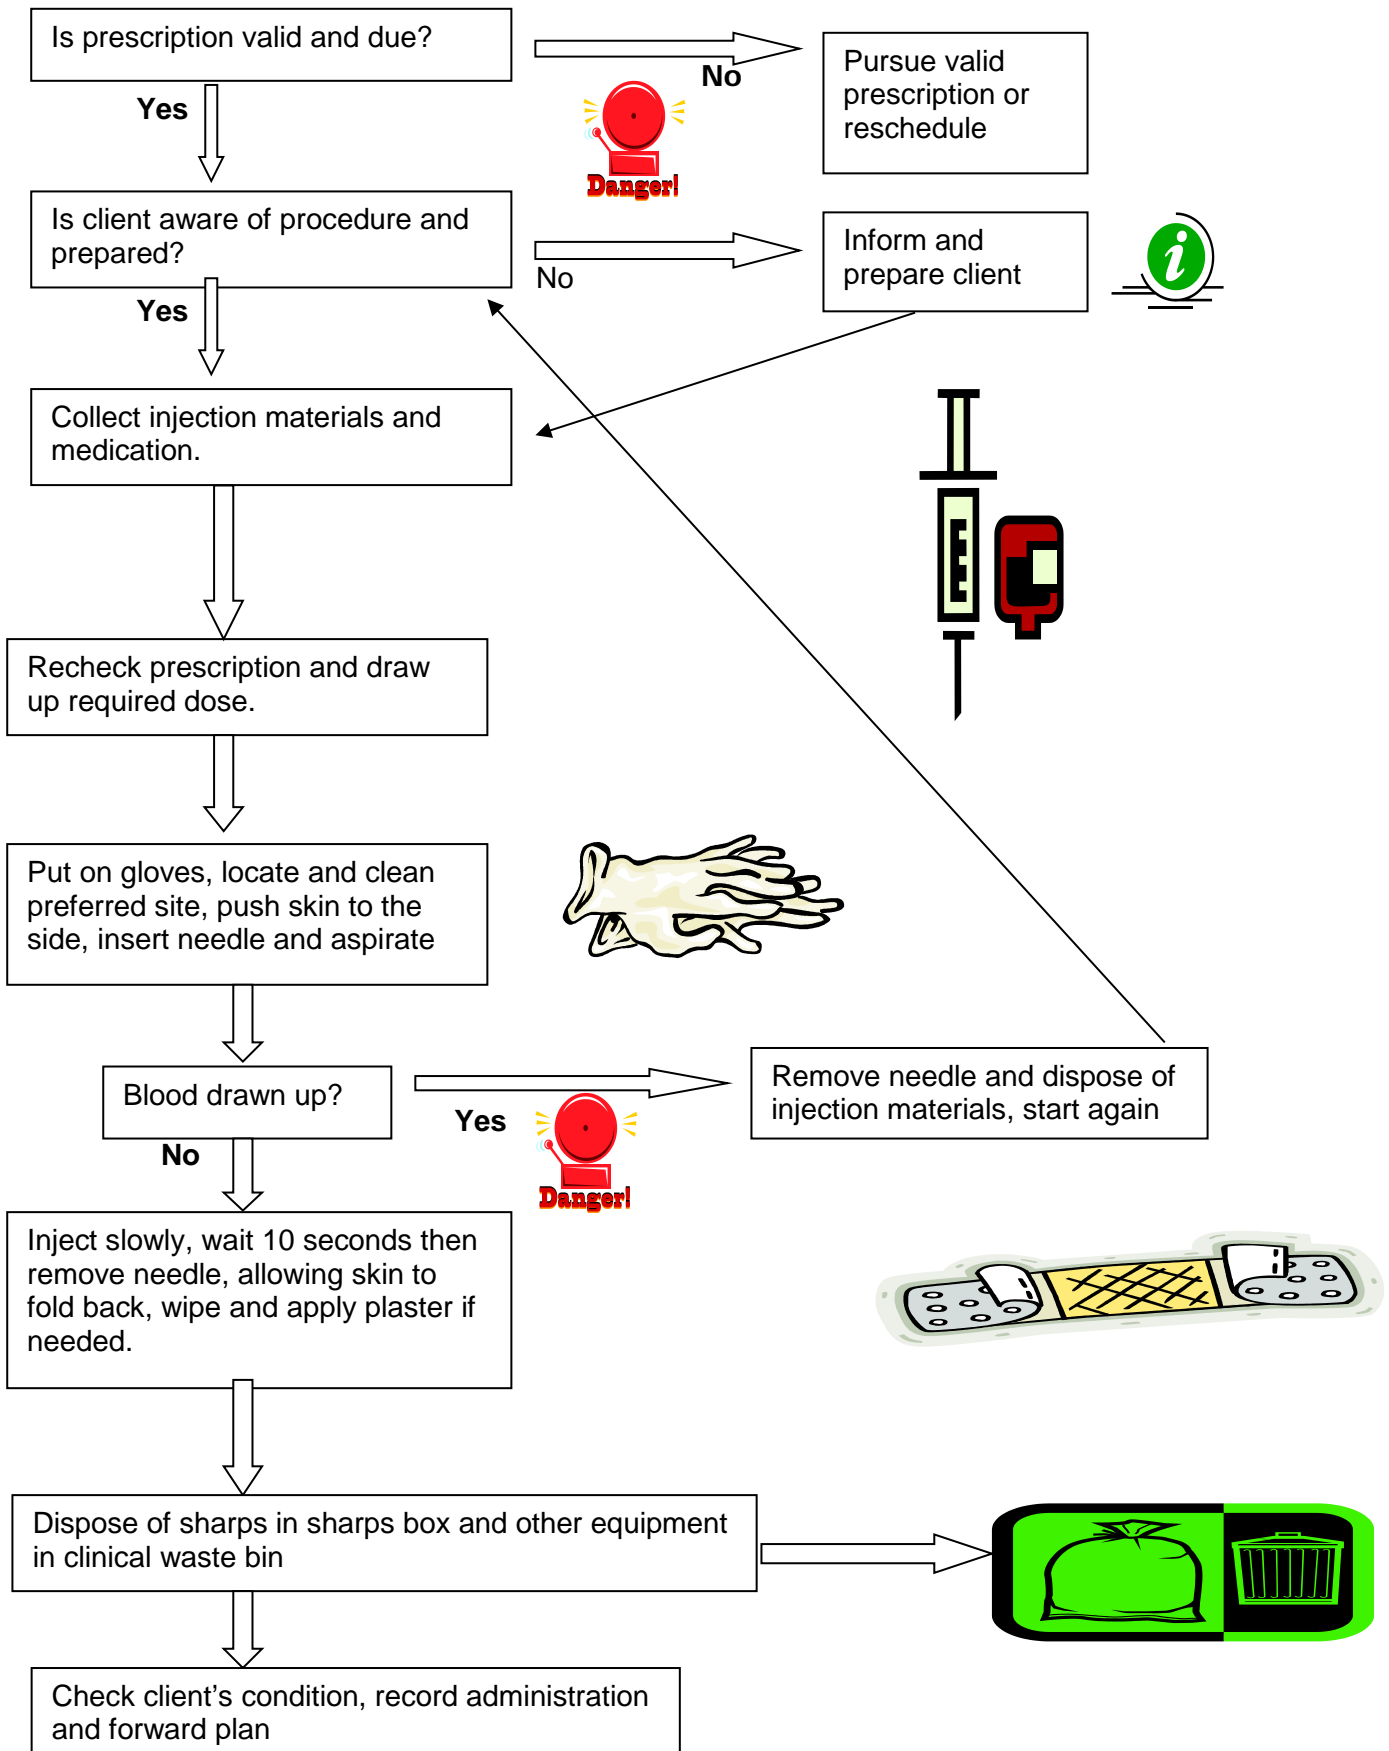 Is prescription valid and due?
No
Pursue valid
prescription or
reschedule
Yes
Danger!
Is client aware of procedure and
prepared?
No
Inform and
prepare client
i
Yes
Collect injection materials and
medication.
Recheck prescription and draw
up required dose.
Put on gloves, locate and clean
preferred site, push skin to the
side, insert needle and aspirate
Blood drawn up?
Yes
Remove needle and dispose of
injection materials, start again
Danger!
No
Inject slowly, wait 10 seconds then
remove needle, allowing skin to
fold back, wipe and apply plaster if
needed.
Dispose of sharps in sharps box and other equipment
in clinical waste bin
Check client’s condition, record administration
and forward plan